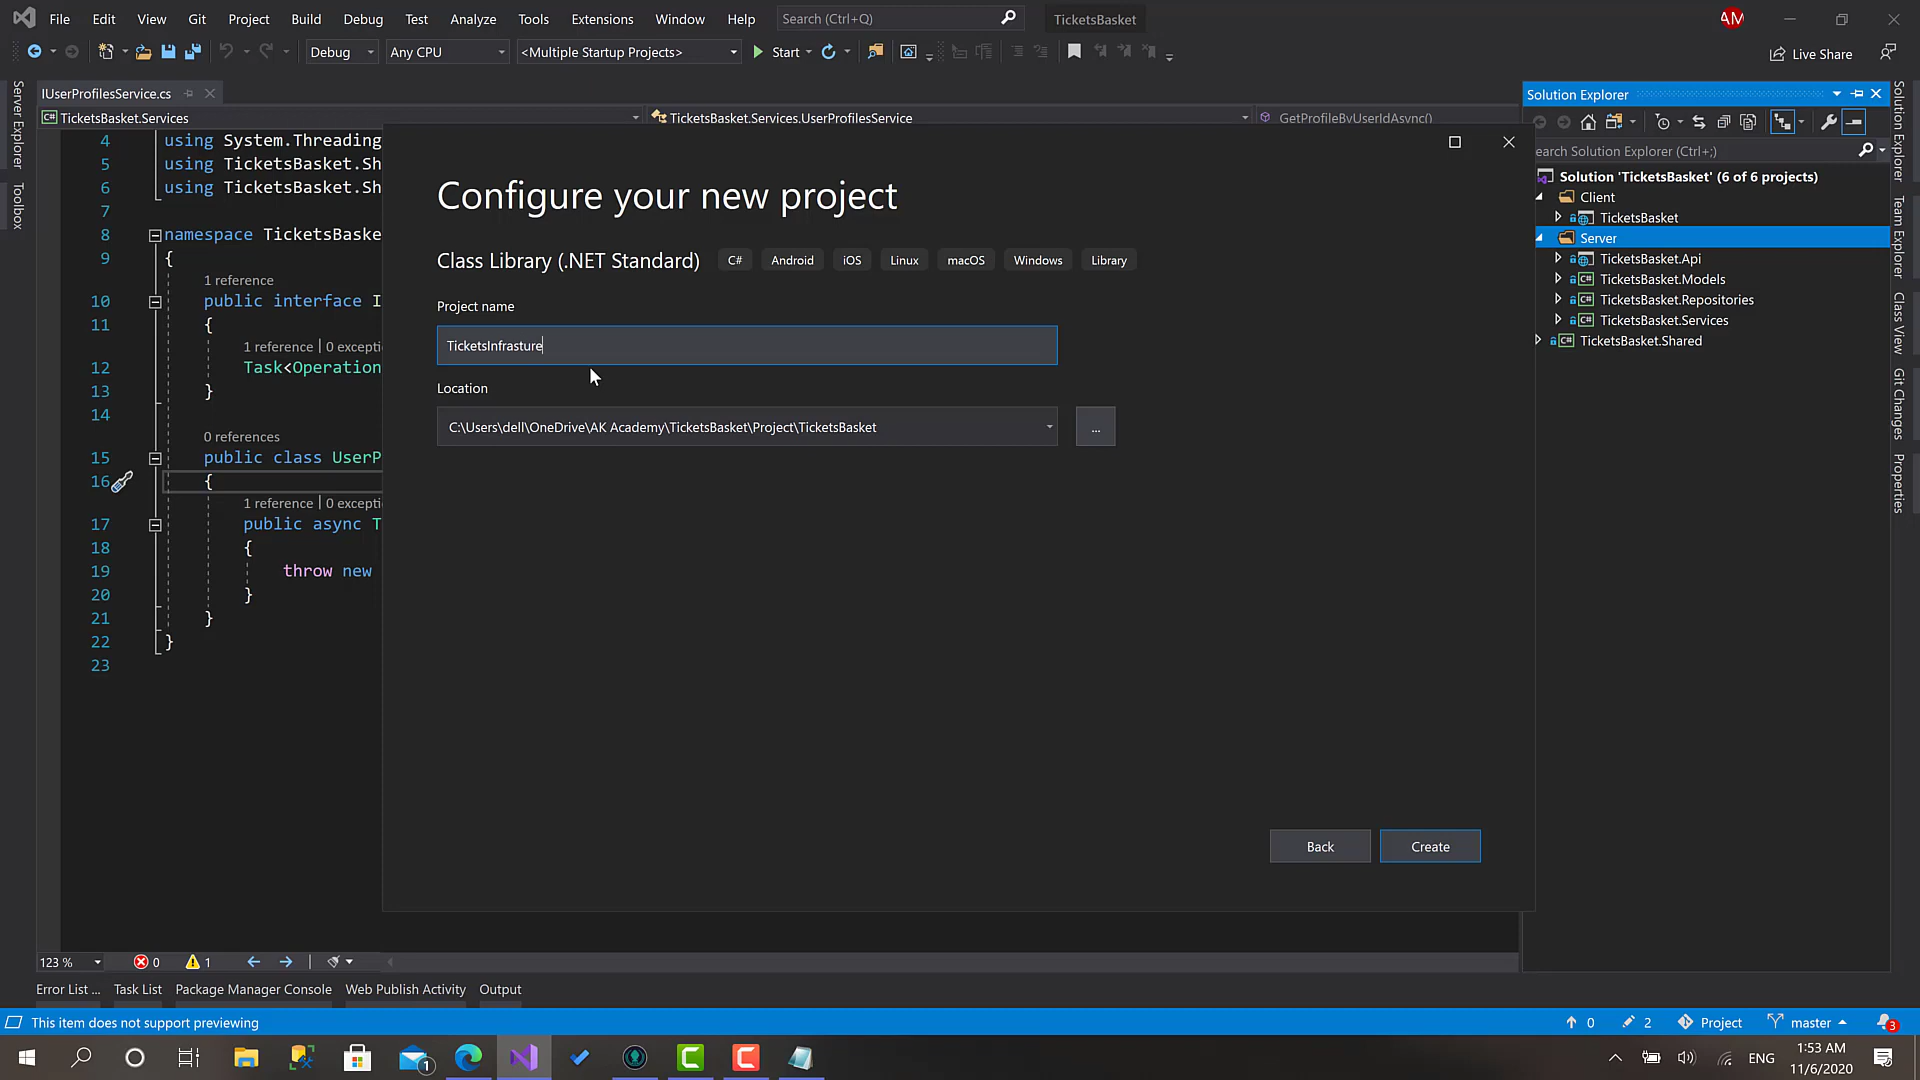 File Edit View Git Project Build Debug Test Analyze Tools Extensions Window Help Search (Ctrl+Q) TicketsBasket AM
Debug Any CPU <Multiple Startup Projects> Start Live Share
IUserProfilesService.cs
TicketsBasket.Services TicketsBasket.Services.UserProfilesService GetProfileByUserIdAsync()
Server Explorer
Toolbox
4 using System.Threading
5 using TicketsBasket.Sh
6 using TicketsBasket.Sh
7
8 namespace TicketsBaske
9 {
1 reference
10 public interface I
11 {
1 reference | 0 excepti
12 Task<Operation
13 }
14
0 references
15 public class UserP
16 {
1 reference | 0 excepti
17 public async T
18 {
19 throw new
20 }
21 }
22 }
23
Configure your new project
Class Library (.NET Standard) C# Android iOS Linux macOS Windows Library
Project name
TicketsInfrasture
Location
C:\Users\dell\OneDrive\AK Academy\TicketsBasket\Project\TicketsBasket
...
Back Create
Solution Explorer
earch Solution Explorer (Ctrl+;)
Solution 'TicketsBasket' (6 of 6 projects)
Client
TicketsBasket
Server
TicketsBasket.Api
TicketsBasket.Models
TicketsBasket.Repositories
TicketsBasket.Services
TicketsBasket.Shared
Solution Explorer
Team Explorer
Class View
Git Changes
Properties
123 % 0 1
Error List ... Task List Package Manager Console Web Publish Activity Output
This item does not support previewing 0 2 Project master 3
1 ENG 1:53 AM
11/6/2020